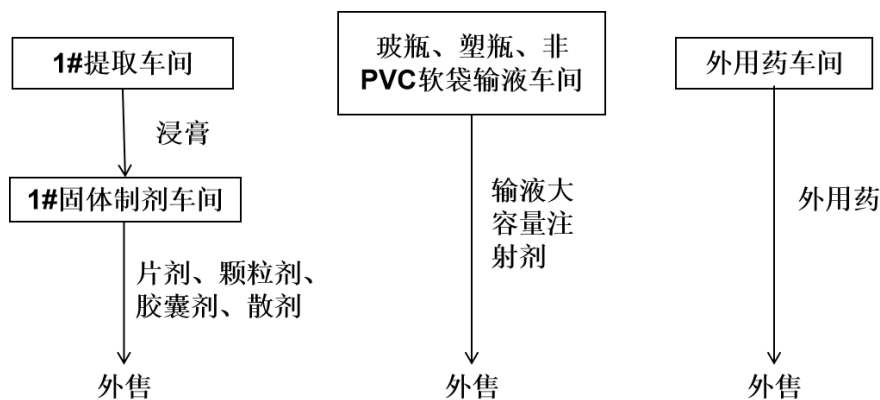 1#提取车间
浸膏
1#固体制剂车间
片剂、颗粒剂、
胶囊剂、散剂
外售
玻瓶、塑瓶、非
PVC软袋输液车间
输液大
容量注
射剂
外售
外用药车间
外用药
外售